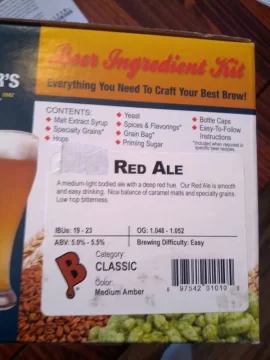 Beer Ingredient Kit
Everything You Need To Craft Your Best Brew!
R'S
CONTENTS:
◆ Malt Extract Syrup
◆ Specialty Grains*
◆ Hops
◆ Yeast
◆ Spices & Flavorings*
◆ Grain Bag*
◆ Priming Sugar
◆ Bottle Caps
◆ Easy-To-Follow Instructions
*Included when required in specific beer recipes.
RED ALE
A medium-light bodied ale with a deep red hue. Our Red Ale is smooth
and easy drinking. Nice balance of caramel malts and specialty grains.
Low hop bitterness.
IBUs: 19 - 23
OG: 1.048 - 1.052
ABV: 5.0% - 5.5%
Brewing Difficulty: Easy
B
Category:
CLASSIC
Color:
Medium Amber
8 97542 01010